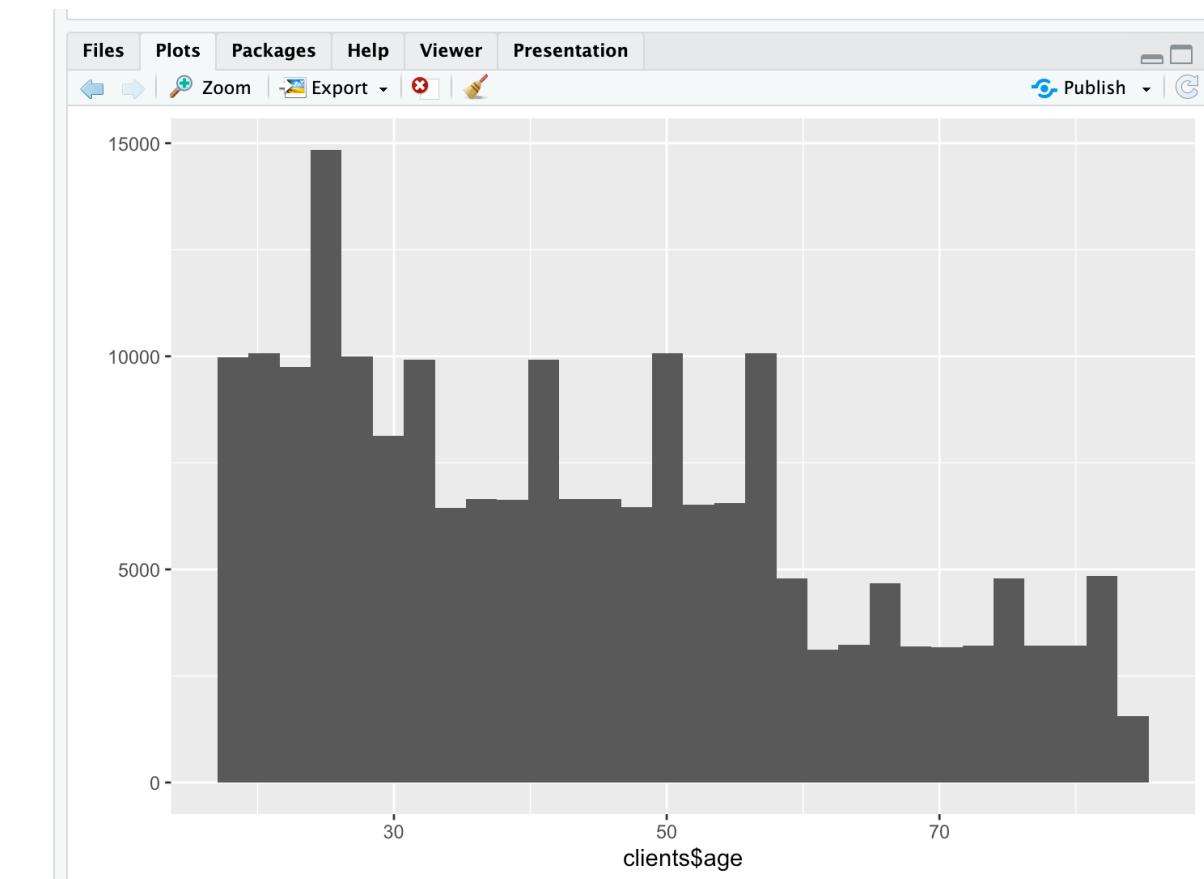 Files Plots Packages Help Viewer Presentation
Zoom Export Publish
15000
10000
5000
0
30 50 70
clients$age